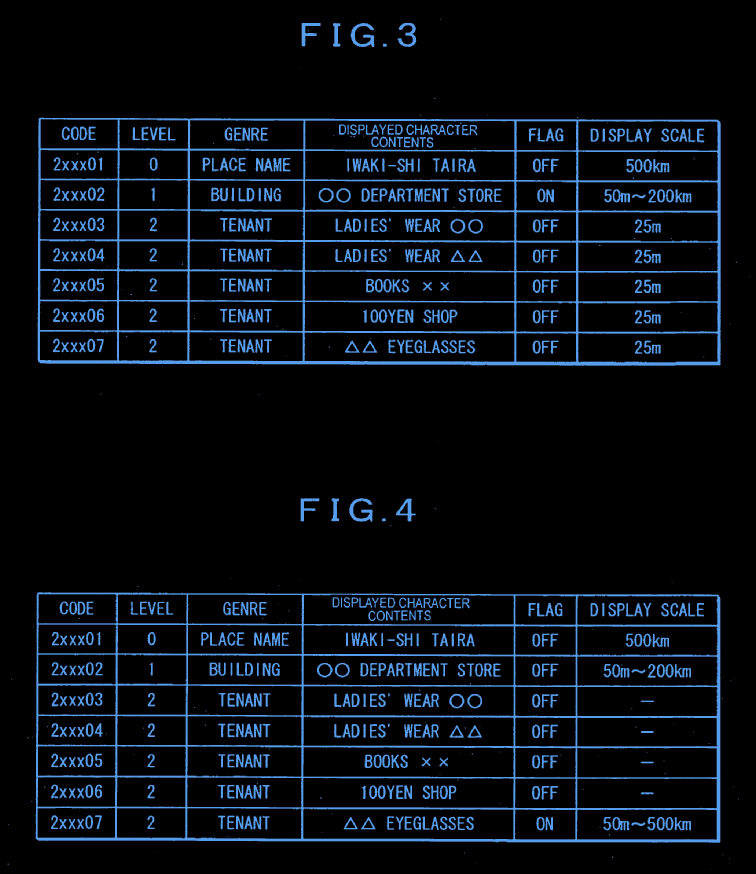 FIG.3
CODE LEVEL GENRE DISPLAYED CHARACTER CONTENTS FLAG DISPLAY SCALE
2xxx01 0 PLACE NAME IWAKI-SHI TAIRA OFF 500km
2xxx02 1 BUILDING ○○ DEPARTMENT STORE ON 50m～200km
2xxx03 2 TENANT LADIES' WEAR ○○ OFF 25m
2xxx04 2 TENANT LADIES' WEAR △△ OFF 25m
2xxx05 2 TENANT BOOKS ×× OFF 25m
2xxx06 2 TENANT 100YEN SHOP OFF 25m
2xxx07 2 TENANT △△ EYEGLASSES OFF 25m
FIG.4
CODE LEVEL GENRE DISPLAYED CHARACTER CONTENTS FLAG DISPLAY SCALE
2xxx01 0 PLACE NAME IWAKI-SHI TAIRA OFF 500km
2xxx02 1 BUILDING ○○ DEPARTMENT STORE OFF 50m～200km
2xxx03 2 TENANT LADIES' WEAR ○○ OFF —
2xxx04 2 TENANT LADIES' WEAR △△ OFF —
2xxx05 2 TENANT BOOKS ×× OFF —
2xxx06 2 TENANT 100YEN SHOP OFF —
2xxx07 2 TENANT △△ EYEGLASSES ON 50m～500km